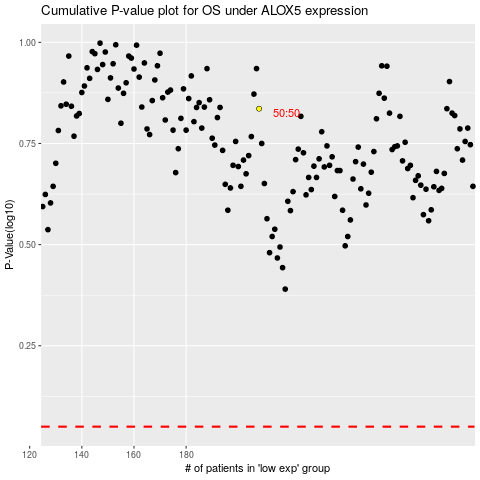 Cumulative P-value plot for OS under ALOX5 expression
P-Value(log10)
1.00
0.75
0.50
0.25
50:50
120 140 160 180
# of patients in 'low exp' group